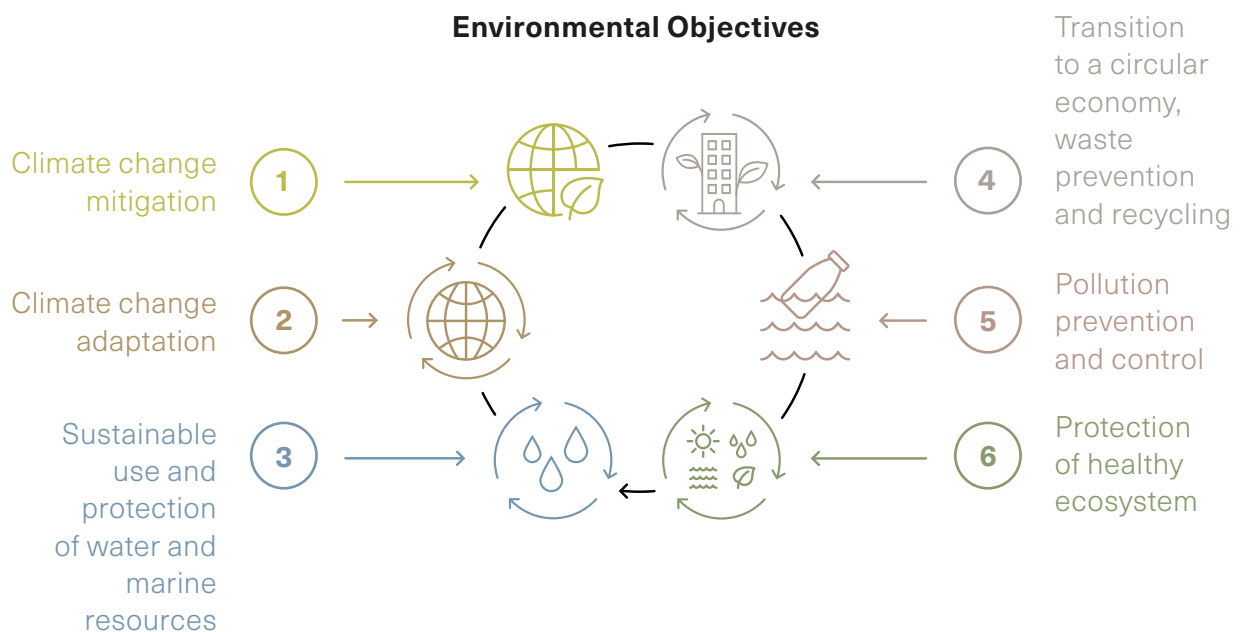 Environmental Objectives
Climate change
mitigation
1
Climate change
adaptation
2
Sustainable
use and
protection
of water and
marine
resources
3
4
Transition
to a circular
economy,
waste
prevention
and recycling
5
Pollution
prevention
and control
6
Protection
of healthy
ecosystem